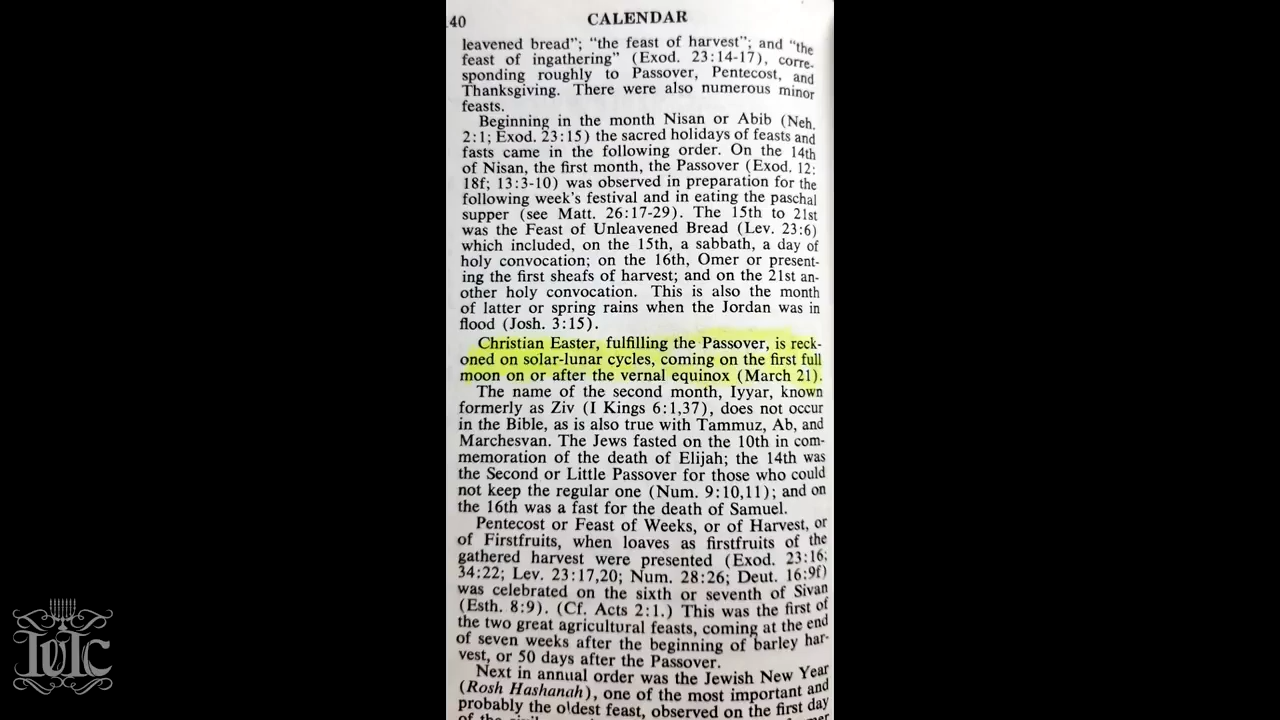 40
CALENDAR
leavened bread"; "the feast of harvest"; and "the
feast of ingathering" (Exod. 23:14-17), corre-
sponding roughly to Passover, Pentecost, and
Thanksgiving. There were also numerous minor
feasts.
Beginning in the month Nisan or Abib (Neh.
2:1; Exod. 23:15) the sacred holidays of feasts and
fasts came in the following order. On the 14th
of Nisan, the first month, the Passover (Exod. 12:
18f; 13:3-10) was observed in preparation for the
following week's festival and in eating the paschal
supper (see Matt. 26:17-29). The 15th to 21st
was the Feast of Unleavened Bread (Lev. 23:6)
which included, on the 15th, a sabbath, a day of
holy convocation; on the 16th, Omer or present-
ing the first sheafs of harvest; and on the 21st an-
other holy convocation. This is also the month
of latter or spring rains when the Jordan was in
flood (Josh. 3:15).
Christian Easter, fulfilling the Passover, is reck-
oned on solar-lunar cycles, coming on the first full
moon on or after the vernal equinox (March 21).
The name of the second month, Iyyar, known
formerly as Ziv (I Kings 6:1,37), does not occur
in the Bible, as is also true with Tammuz, Ab, and
Marchesvan. The Jews fasted on the 10th in com-
memoration of the death of Elijah; the 14th was
the Second or Little Passover for those who could
not keep the regular one (Num. 9:10,11); and on
the 16th was a fast for the death of Samuel.
Pentecost or Feast of Weeks, or of Harvest, or
of Firstfruits, when loaves as firstfruits of the
gathered harvest were presented (Exod. 23:16;
34:22; Lev. 23:17,20; Num. 28:26; Deut. 16:9f)
was celebrated on the sixth or seventh of Sivan
(Esth. 8:9). (Cf. Acts 2:1.) This was the first of
the two great agricultural feasts, coming at the end
of seven weeks after the beginning of barley har-
vest, or 50 days after the Passover.
Next in annual order was the Jewish New Year
(Rosh Hashanah), one of the most important and
probably the oldest feast, observed on the first day
of the
IUIC